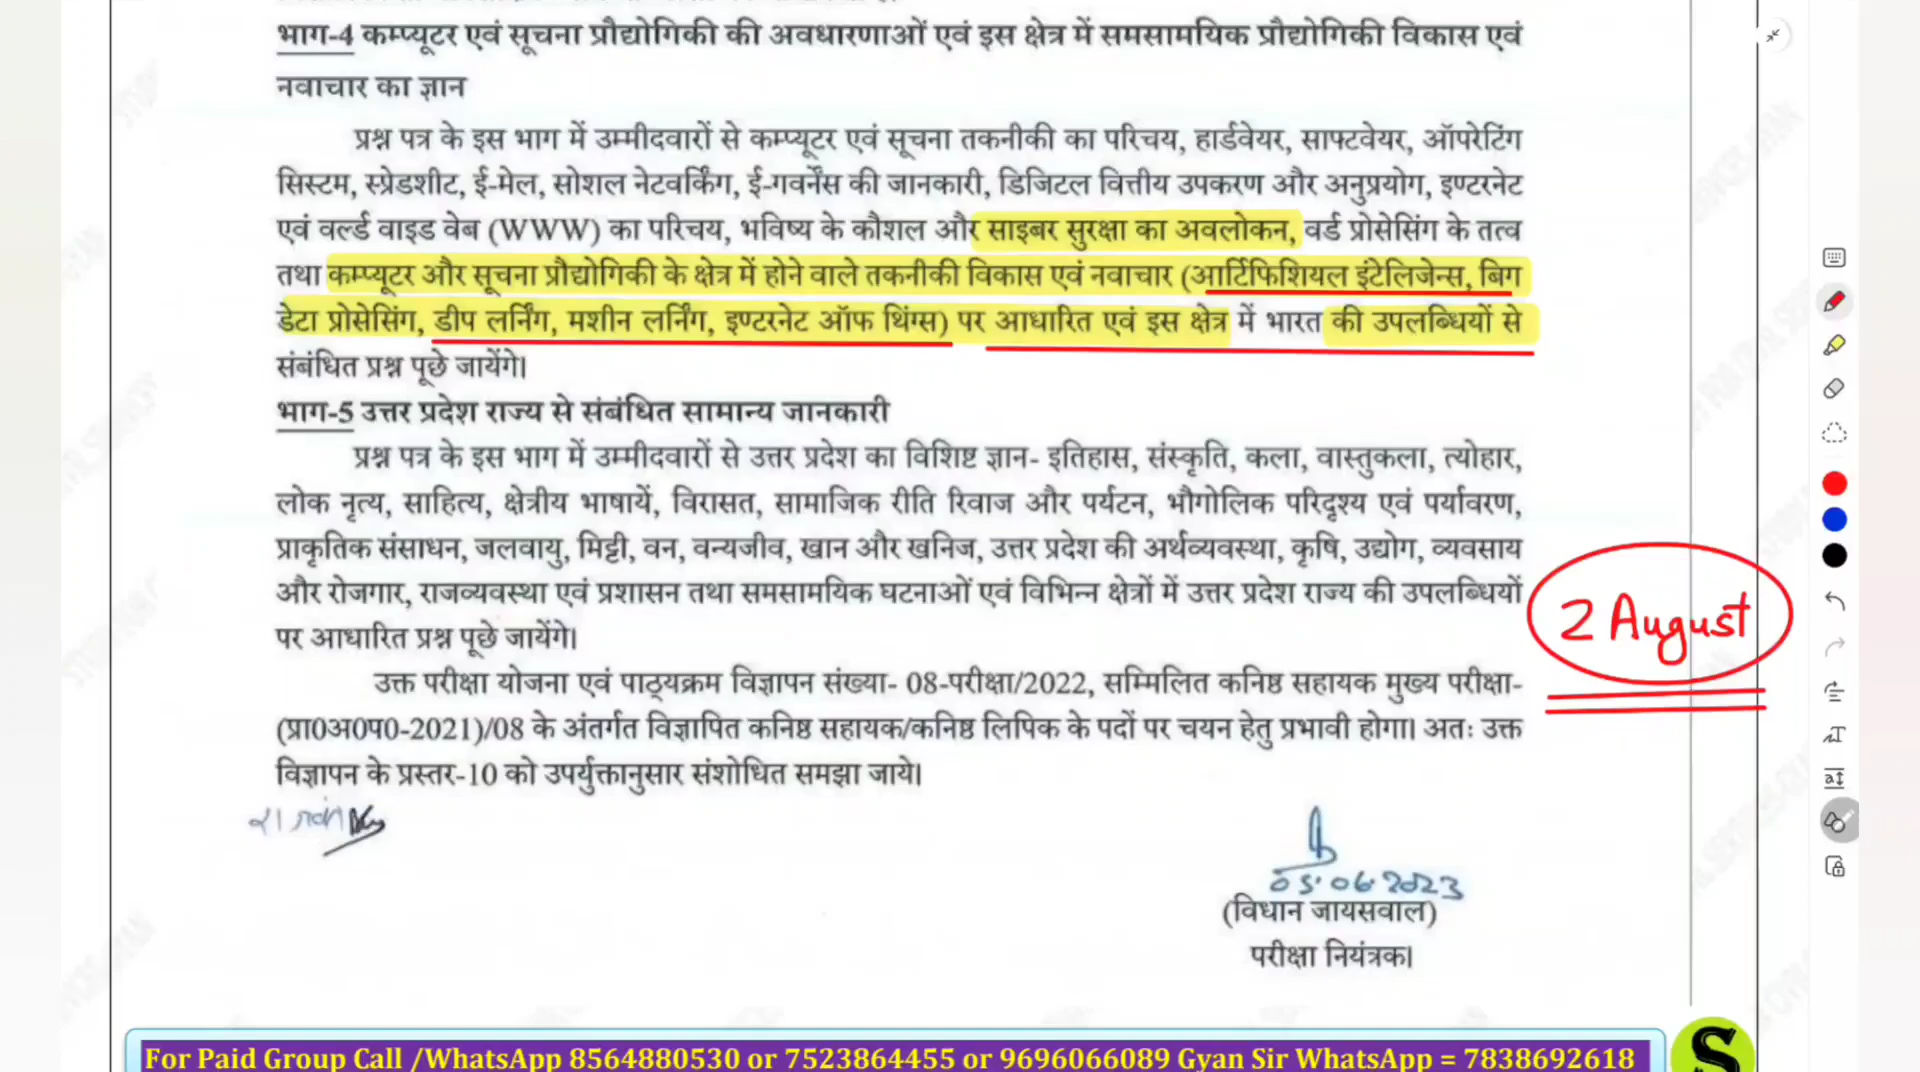 भाग-4 कम्प्यूटर एवं सूचना प्रौद्योगिकी की अवधारणाओं एवं इस क्षेत्र में समसामयिक प्रौद्योगिकी विकास एवं
नवाचार का ज्ञान
प्रश्न पत्र के इस भाग में उम्मीदवारों से कम्प्यूटर एवं सूचना तकनीकी का परिचय, हार्डवेयर, साफ्टवेयर, ऑपरेटिंग
सिस्टम, स्प्रेडशीट, ई-मेल, सोशल नेटवर्किंग, ई-गवर्नेंस की जानकारी, डिजिटल वित्तीय उपकरण और अनुप्रयोग, इण्टरनेट
एवं वर्ल्ड वाइड वेब (WWW) का परिचय, भविष्य के कौशल और साइबर सुरक्षा का अवलोकन, वर्ड प्रोसेसिंग के तत्व
तथा कम्प्यूटर और सूचना प्रौद्योगिकी के क्षेत्र में होने वाले तकनीकी विकास एवं नवाचार (आर्टिफिशियल इंटेलिजेन्स, बिग
डेटा प्रोसेसिंग, डीप लर्निंग, मशीन लर्निंग, इण्टरनेट ऑफ थिंग्स) पर आधारित एवं इस क्षेत्र में भारत की उपलब्धियों से
संबंधित प्रश्न पूछे जायेंगे।
भाग-5 उत्तर प्रदेश राज्य से संबंधित सामान्य जानकारी
प्रश्न पत्र के इस भाग में उम्मीदवारों से उत्तर प्रदेश का विशिष्ट ज्ञान- इतिहास, संस्कृति, कला, वास्तुकला, त्योहार,
लोक नृत्य, साहित्य, क्षेत्रीय भाषायें, विरासत, सामाजिक रीति रिवाज और पर्यटन, भौगोलिक परिदृश्य एवं पर्यावरण,
प्राकृतिक संसाधन, जलवायु, मिट्टी, वन, वन्यजीव, खान और खनिज, उत्तर प्रदेश की अर्थव्यवस्था, कृषि, उद्योग, व्यवसाय
और रोजगार, राजव्यवस्था एवं प्रशासन तथा समसामयिक घटनाओं एवं विभिन्न क्षेत्रों में उत्तर प्रदेश राज्य की उपलब्धियों
पर आधारित प्रश्न पूछे जायेंगे।
2 August
उक्त परीक्षा योजना एवं पाठ्यक्रम विज्ञापन संख्या- 08-परीक्षा/2022, सम्मिलित कनिष्ठ सहायक मुख्य परीक्षा-
(प्रा0अ0प0-2021)/08 के अंतर्गत विज्ञापित कनिष्ठ सहायक/कनिष्ठ लिपिक के पदों पर चयन हेतु प्रभावी होगा। अतः उक्त
विज्ञापन के प्रस्तर-10 को उपर्युक्तानुसार संशोधित समझा जाये।
05.06.2023
(विधान जायसवाल)
परीक्षा नियंत्रक।
For Paid Group Call /WhatsApp 8564880530 or 7523864455 or 9696066089 Gyan Sir WhatsApp = 7838692618
S